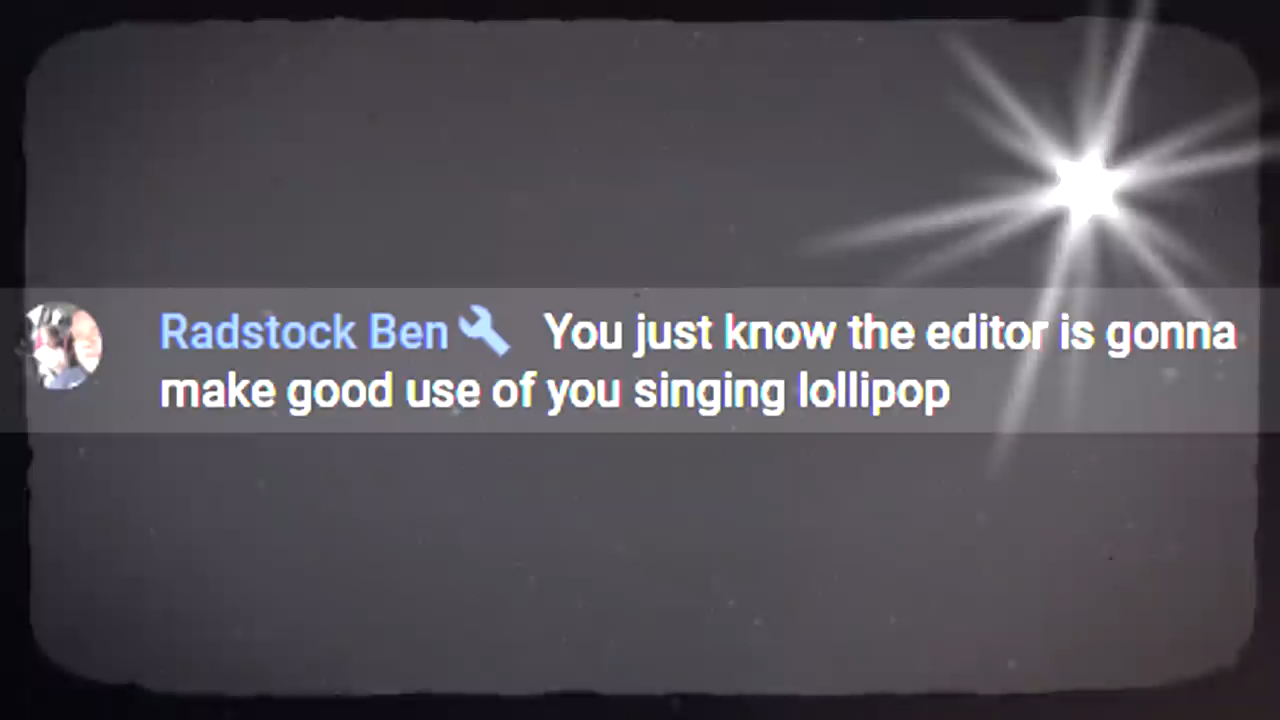 Radstock Ben You just know the editor is gonna
make good use of you singing lollipop